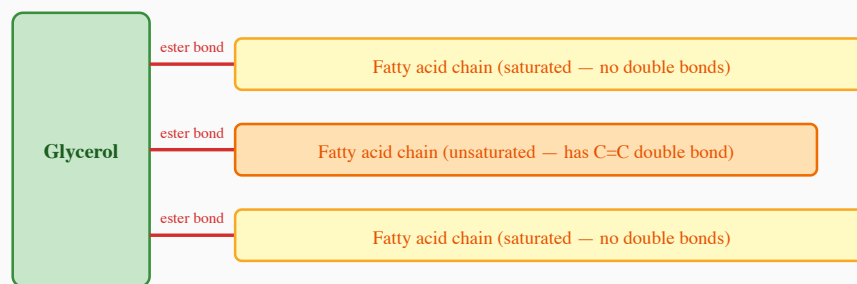 ester bond
Fatty acid chain (saturated — no double bonds)
ester bond
Glycerol
Fatty acid chain (unsaturated — has C=C double bond)
ester bond
Fatty acid chain (saturated — no double bonds)